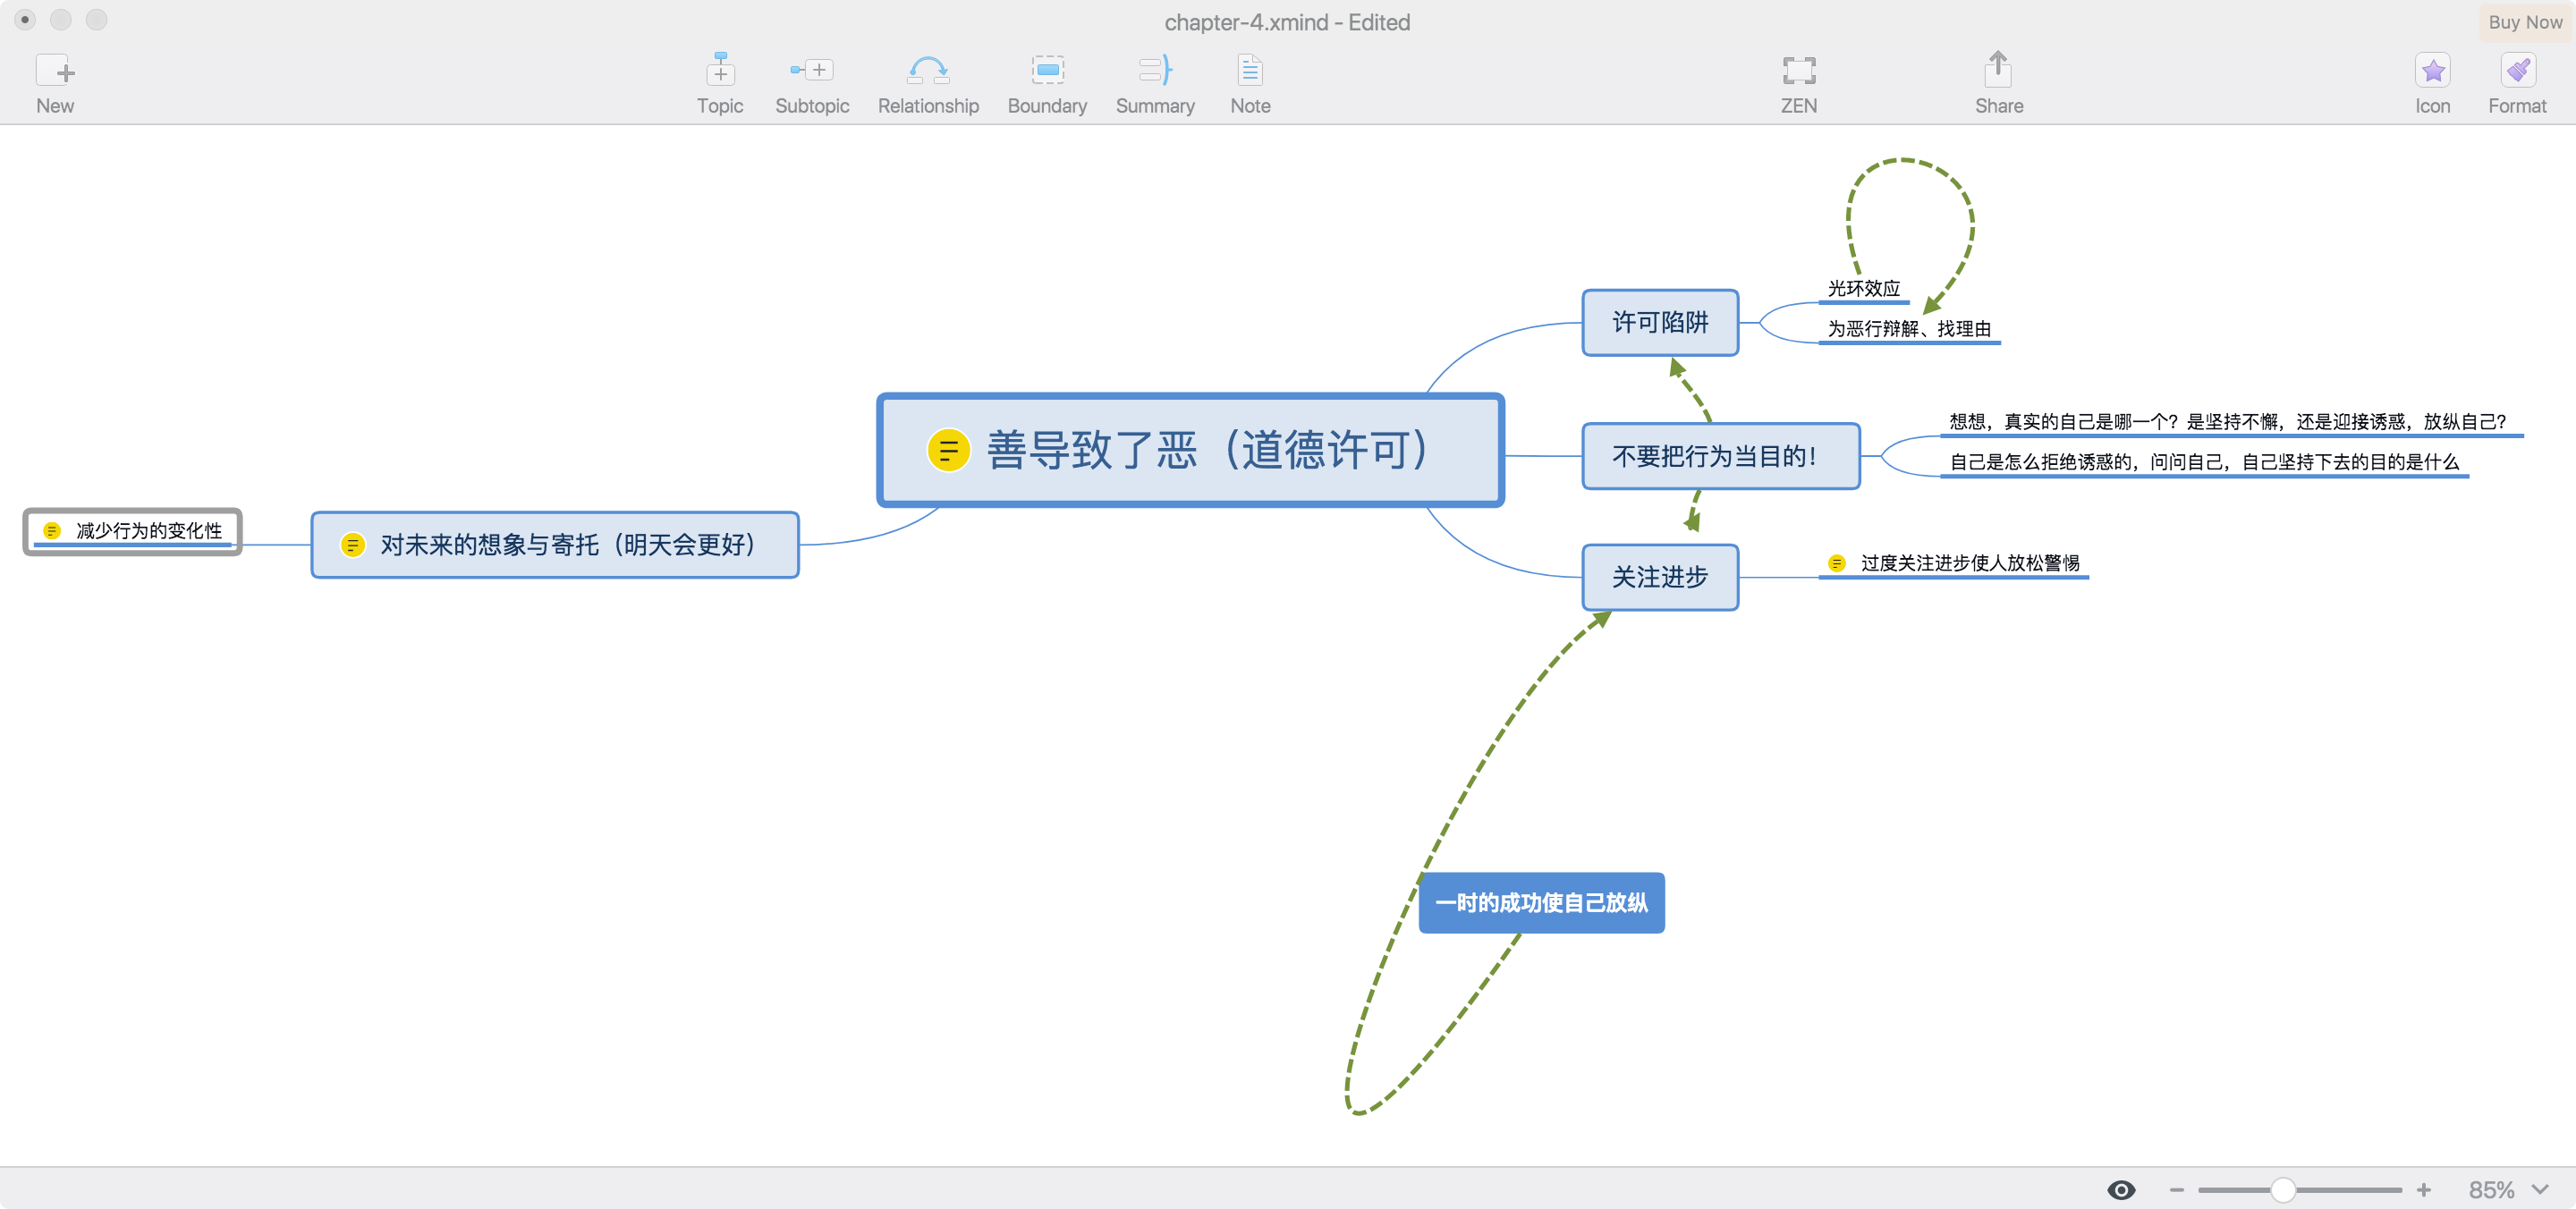 chapter-4.xmind - Edited
Buy Now
New
Topic
Subtopic
Relationship
Boundary
Summary
Note
ZEN
Share
Icon
Format
光环效应
许可陷阱
为恶行辩解、找理由
善导致了恶（道德许可）
不要把行为当目的！
想想，真实的自己是哪一个？是坚持不懈，还是迎接诱惑，放纵自己？
自己是怎么拒绝诱惑的，问问自己，自己坚持下去的目的是什么
减少行为的变化性
对未来的想象与寄托（明天会更好）
关注进步
过度关注进步使人放松警惕
一时的成功使自己放纵
85%